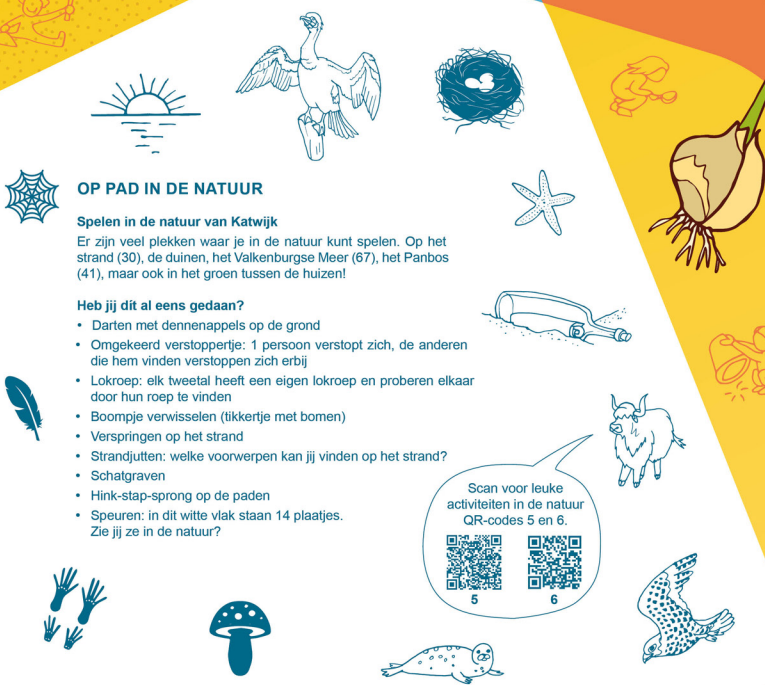 OP PAD IN DE NATUUR
Spelen in de natuur van Katwijk
Er zijn veel plekken waar je in de natuur kunt spelen. Op het
strand (30), de duinen, het Valkenburgse Meer (67), het Panbos
(41), maar ook in het groen tussen de huizen!
Heb jij dít al eens gedaan?
• Darten met dennenappels op de grond
• Omgekeerd verstoppertje: 1 persoon verstopt zich, de anderen
die hem vinden verstoppen zich erbij
• Lokroep: elk tweetal heeft een eigen lokroep en proberen elkaar
door hun roep te vinden
• Boompje verwisselen (tikkertje met bomen)
• Verspringen op het strand
• Strandjutten: welke voorwerpen kan jij vinden op het strand?
• Schatgraven
• Hink-stap-sprong op de paden
• Speuren: in dit witte vlak staan 14 plaatjes.
Zie jij ze in de natuur?
Scan voor leuke
activiteiten in de natuur
QR-codes 5 en 6.
5
6